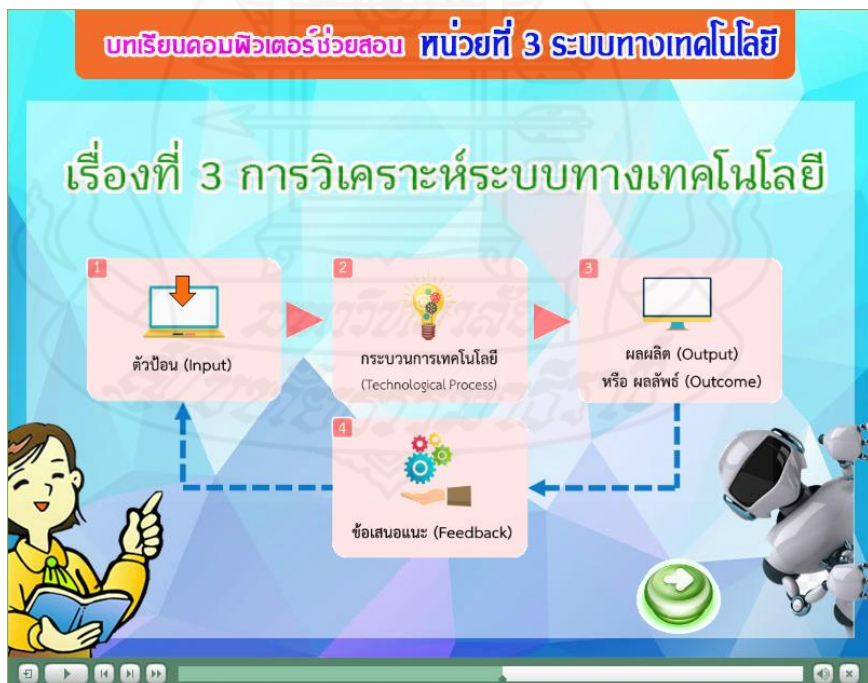 บทเรียนคอมพิวเตอร์ช่วยสอน หน่วยที่ 3 ระบบทางเทคโนโลยี
เรื่องที่ 3 การวิเคราะห์ระบบทางเทคโนโลยี
1
ตัวป้อน (Input)
2
กระบวนการเทคโนโลยี
(Technological Process)
3
ผลผลิต (Output)
หรือ ผลลัพธ์ (Outcome)
4
ข้อเสนอแนะ (Feedback)